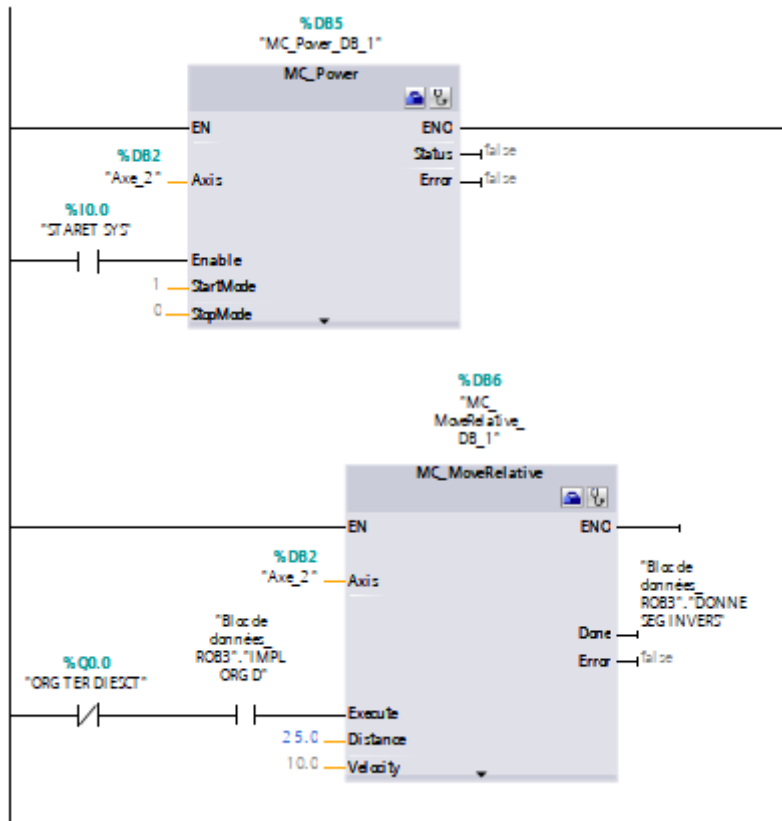 %DB5
"MC_Power_DB_1"
MC_Power
EN
ENO
%DB2
"Axe_2"
Axis
Status
false
Error
false
%I0.0
"STARET SYS"
Enable
1
StartMode
0
StopMode
%DB6
"MC_
MoveRelative_
DB_1"
MC_MoveRelative
EN
ENO
%DB2
"Axe_2"
Axis
"Bloc de
données_
ROB3"."DONNE
SEG INVERS"
Done
Error
false
%Q0.0
"ORG TER DIESCT"
"Bloc de
données_
ROB3"."IMPL
ORG D"
Execute
25.0
Distance
10.0
Velocity